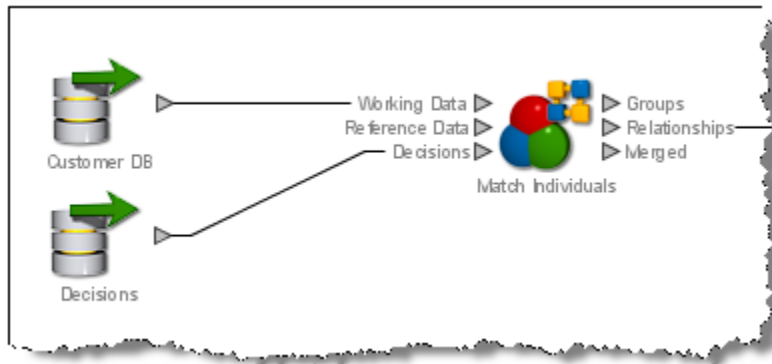 Working Data
Groups
Reference Data
Relationships
Customer DB
Decisions
Merged
Match Individuals
Decisions